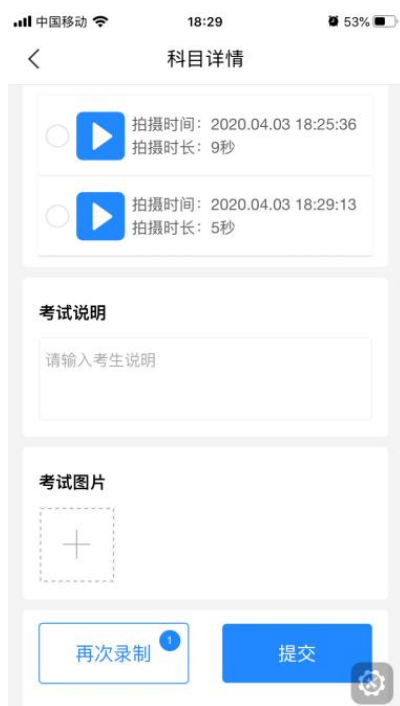 中国移动 18:29 53%
科目详情
拍摄时间：2020.04.03 18:25:36
拍摄时长：9秒
拍摄时间：2020.04.03 18:29:13
拍摄时长：5秒
考试说明
请输入考生说明
考试图片
再次录制 1 提交